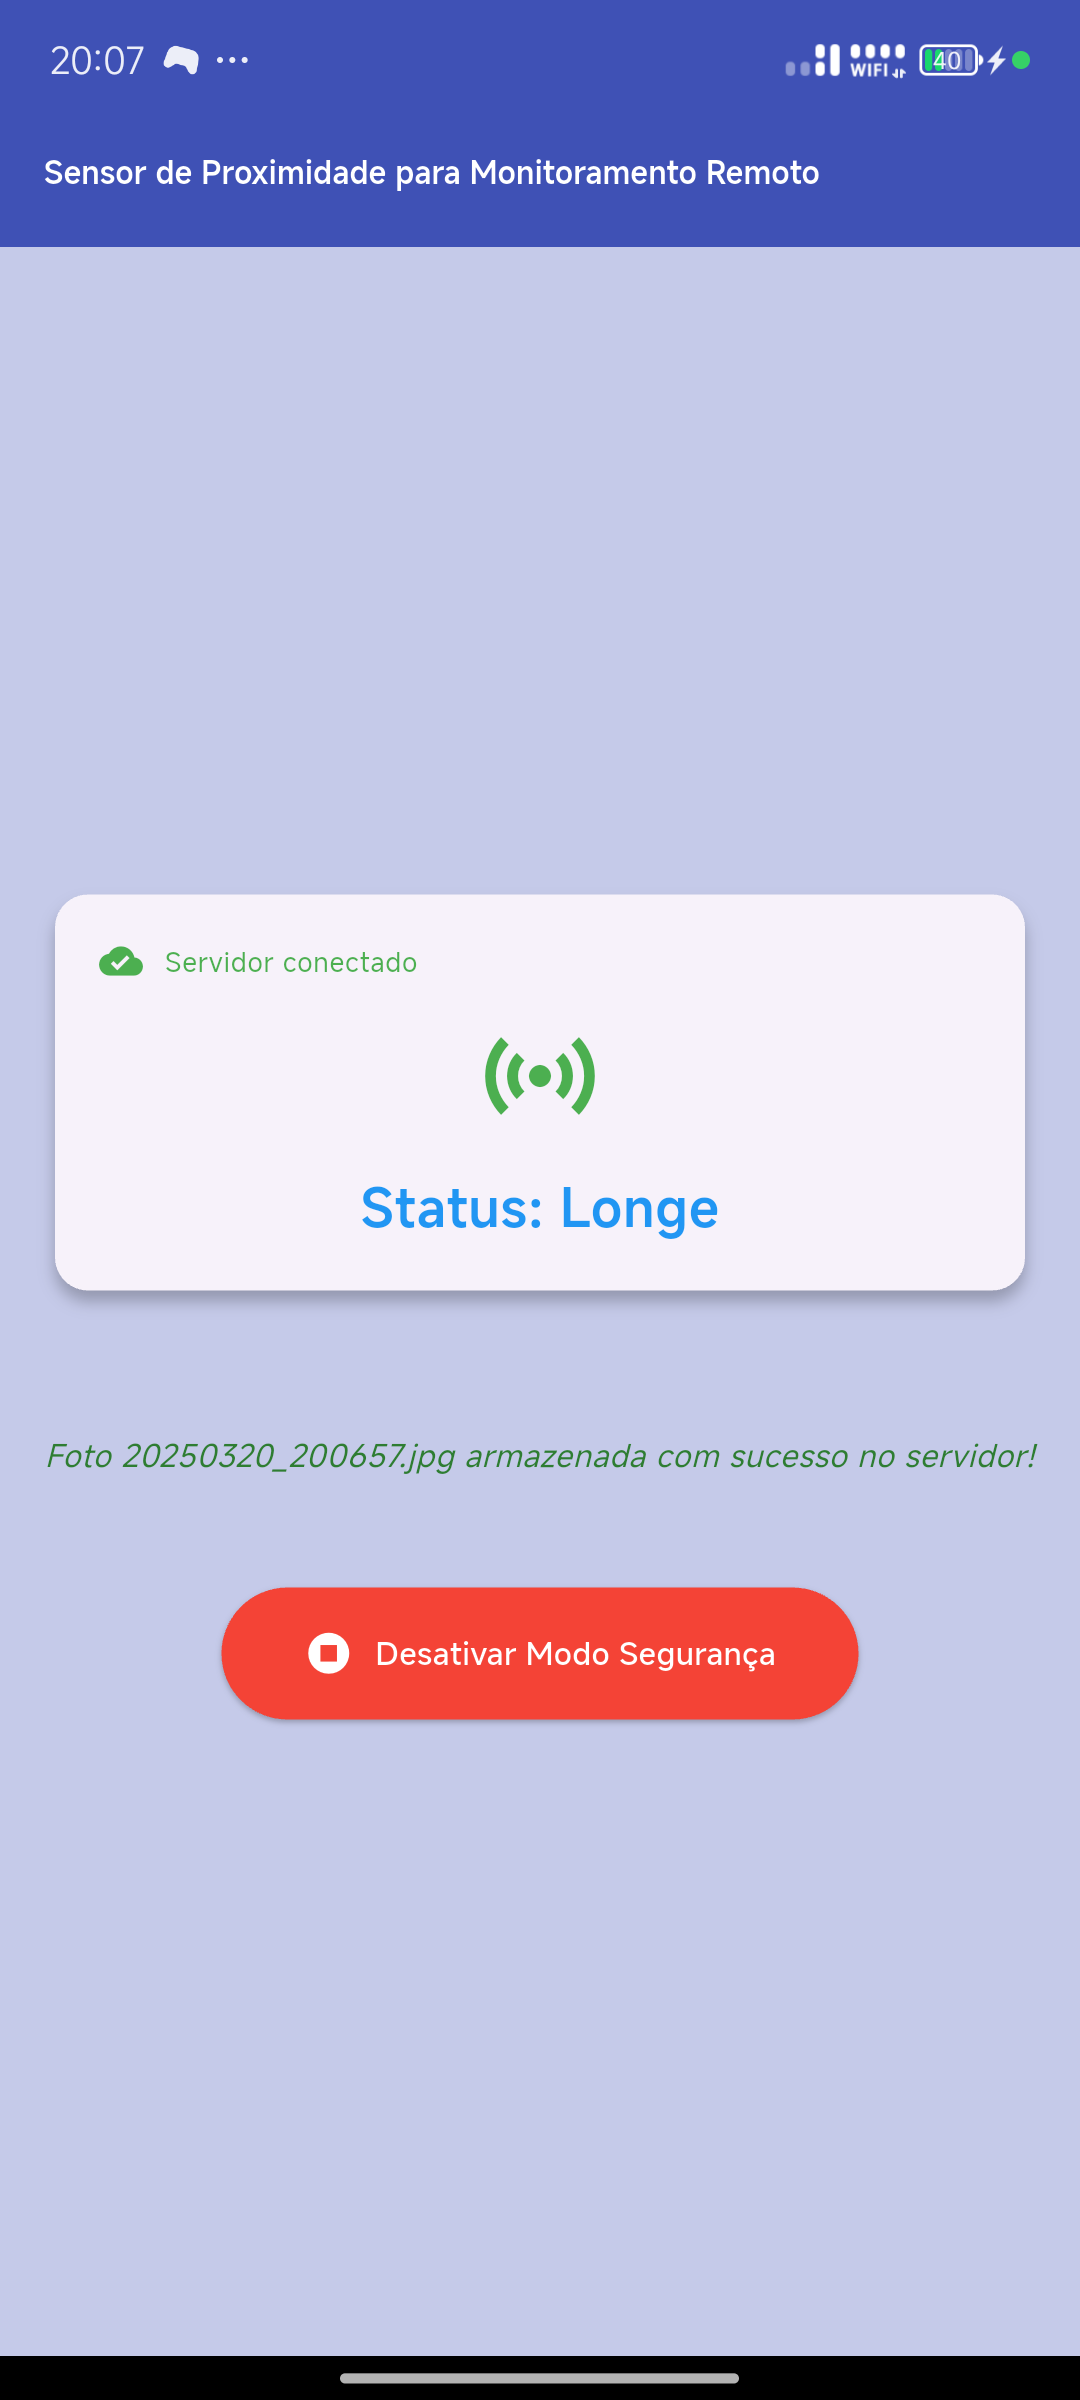 20:07
WIFI
40
Sensor de Proximidade para Monitoramento Remoto
Servidor conectado
Status: Longe
Foto 20250320_200657.jpg armazenada com sucesso no servidor!
Desativar Modo Segurança